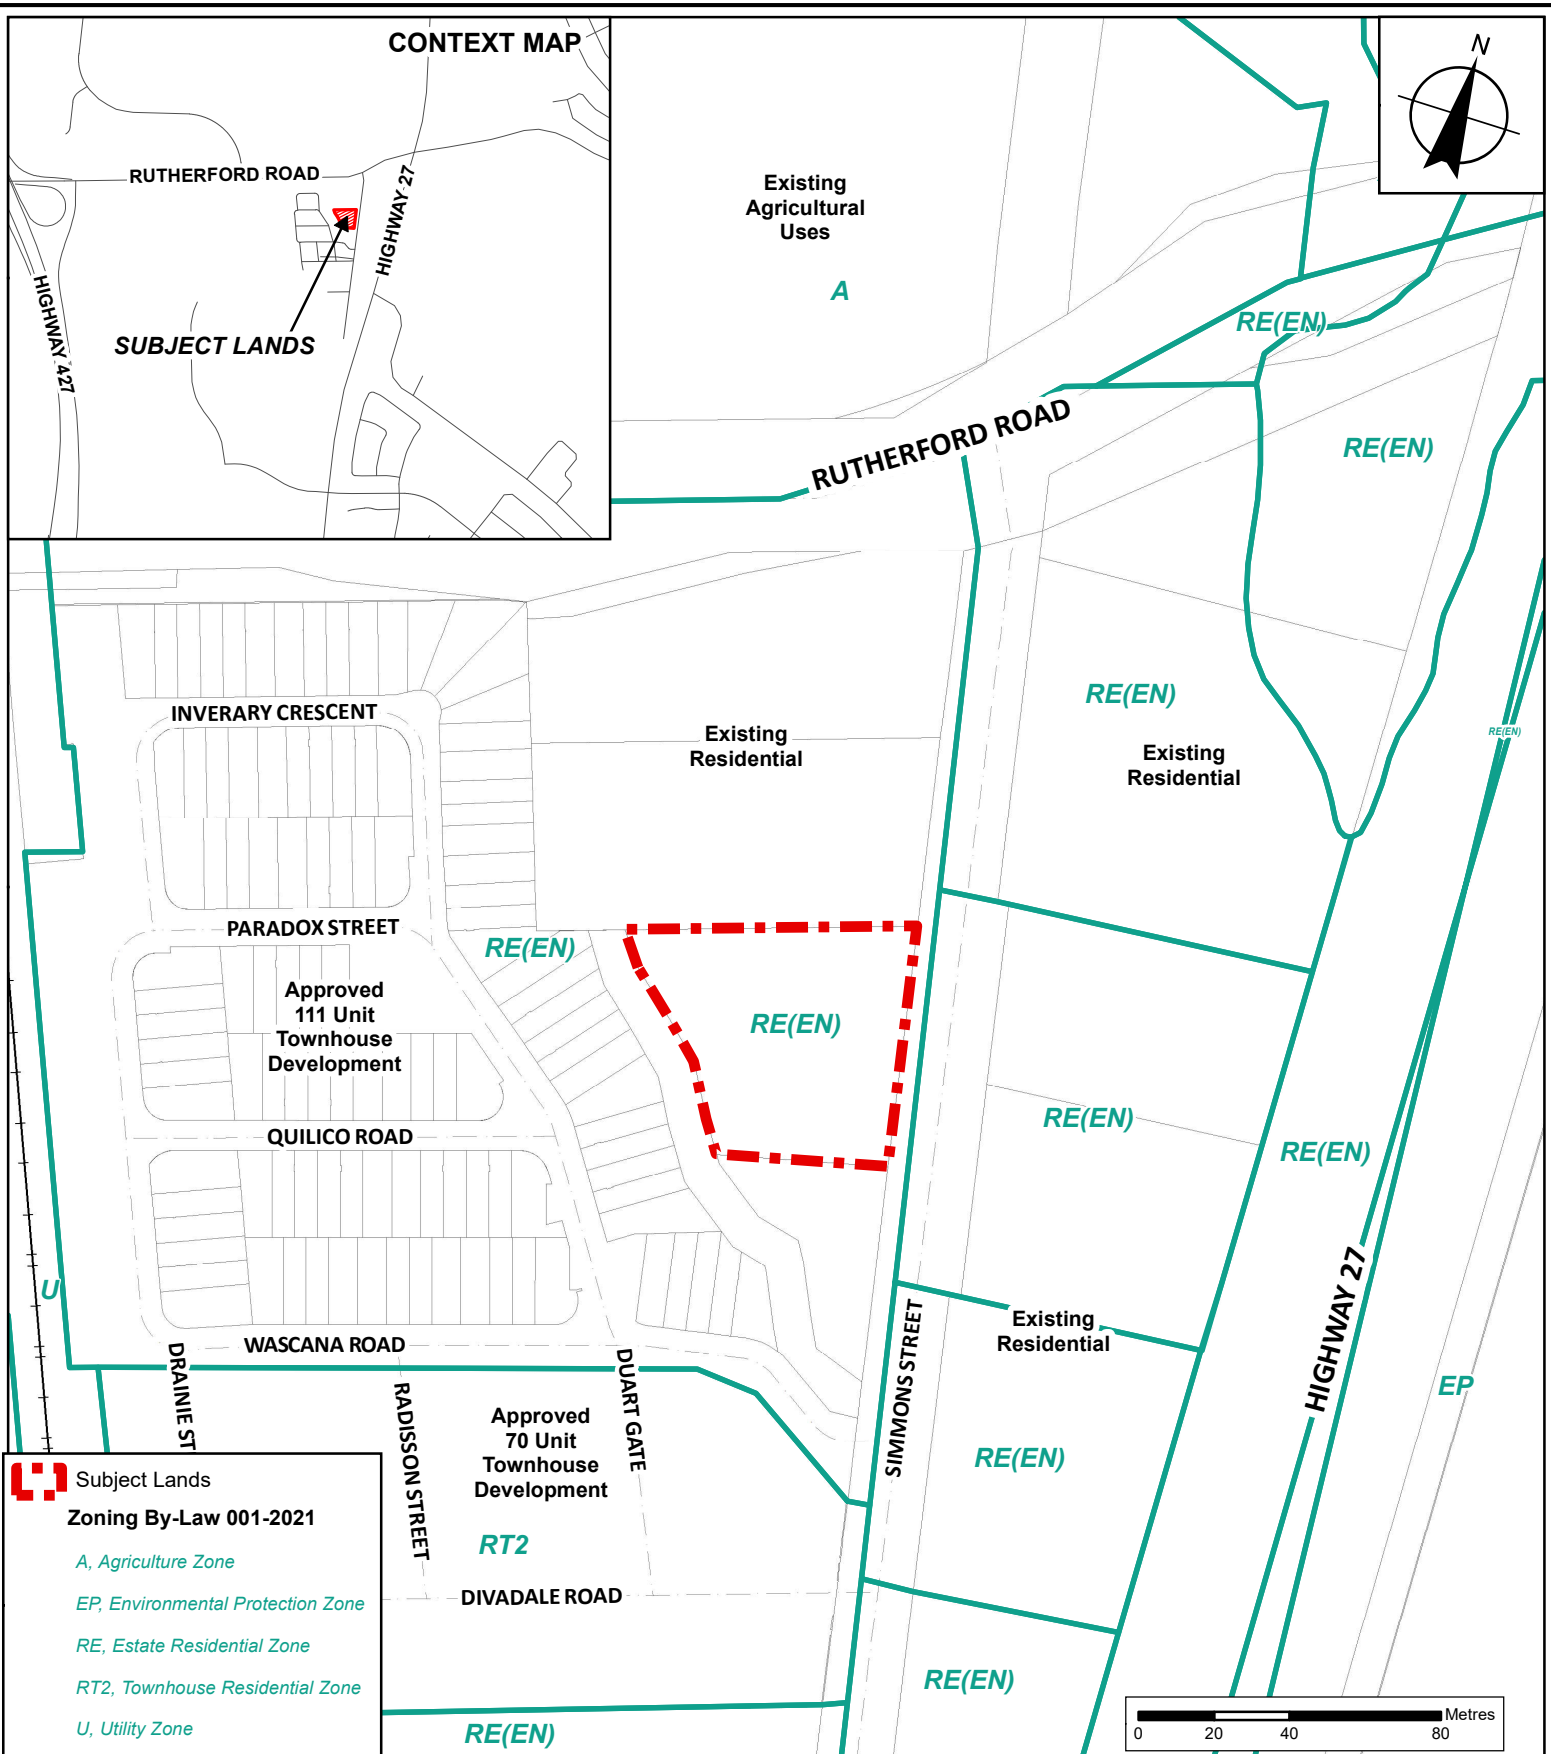 CONTEXT MAP
RUTHERFORD ROAD
HIGHWAY 27
HIGHWAY 427
SUBJECT LANDS
N
Existing
Agricultural
Uses
A
RE(EN)
RUTHERFORD ROAD
RE(EN)
INVERARY CRESCENT
Existing
Residential
RE(EN)
Existing
Residential
RE(EN)
PARADOX STREET
RE(EN)
Approved
111 Unit
Townhouse
Development
RE(EN)
RE(EN)
RE(EN)
QUILICO ROAD
U
WASCANA ROAD
DRAINIE ST
RADISSON STREET
DUART GATE
SIMMONS STREET
Existing
Residential
HIGHWAY 27
EP
Approved
70 Unit
Townhouse
Development
RT2
RE(EN)
DIVADALE ROAD
RE(EN)
RE(EN)
Subject Lands
Zoning By-Law 001-2021
A, Agriculture Zone
EP, Environmental Protection Zone
RE, Estate Residential Zone
RT2, Townhouse Residential Zone
U, Utility Zone
Metres
0 20 40 80